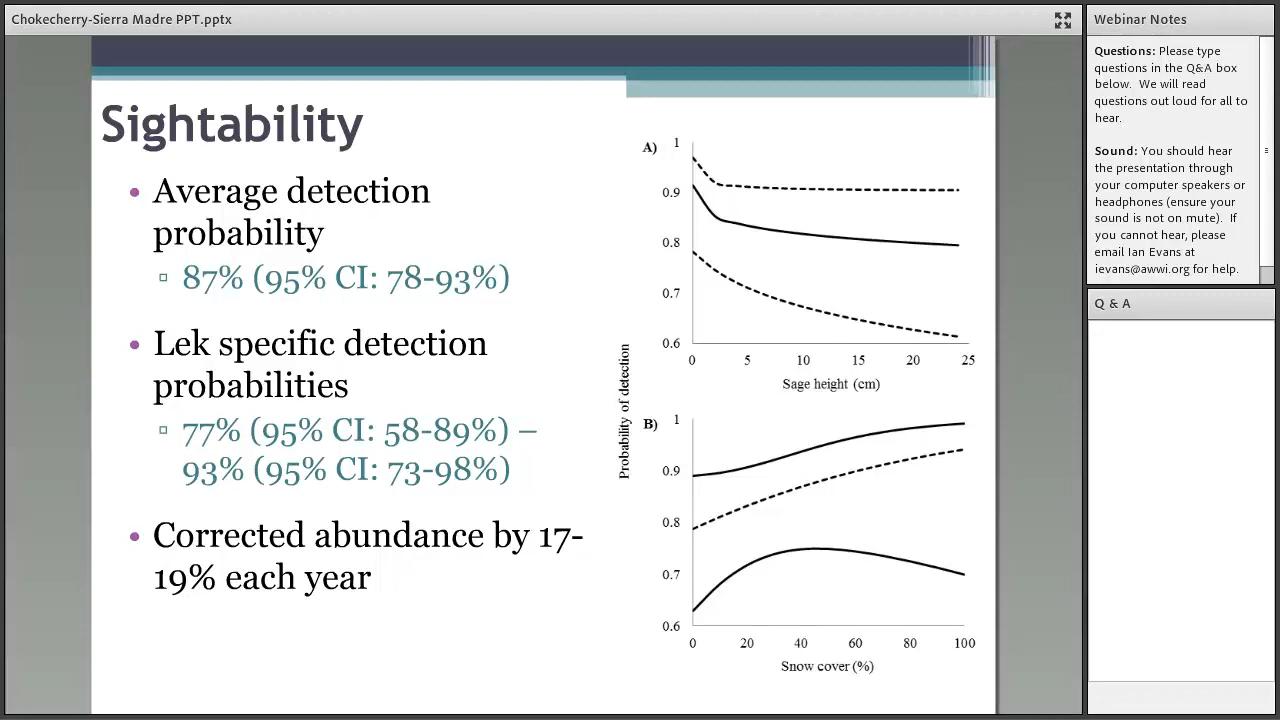 Chokecherry-Sierra Madre PPT.pptx
Sightability
• Average detection
probability
▫ 87% (95% CI: 78-93%)
• Lek specific detection
probabilities
▫ 77% (95% CI: 58-89%) –
93% (95% CI: 73-98%)
• Corrected abundance by 17-
19% each year
Probability of detection
A)
1
0.9
0.8
0.7
0.6
0 5 10 15 20 25
Sage height (cm)
B)
1
0.9
0.8
0.7
0.6
0 20 40 60 80 100
Snow cover (%)
Webinar Notes
Questions: Please type
questions in the Q&A box
below. We will read
questions out loud for all to
hear.
Sound: You should hear
the presentation through
your computer speakers or
headphones (ensure your
sound is not on mute). If
you cannot hear, please
email Ian Evans at
ievans@awwi.org for help.
Q & A